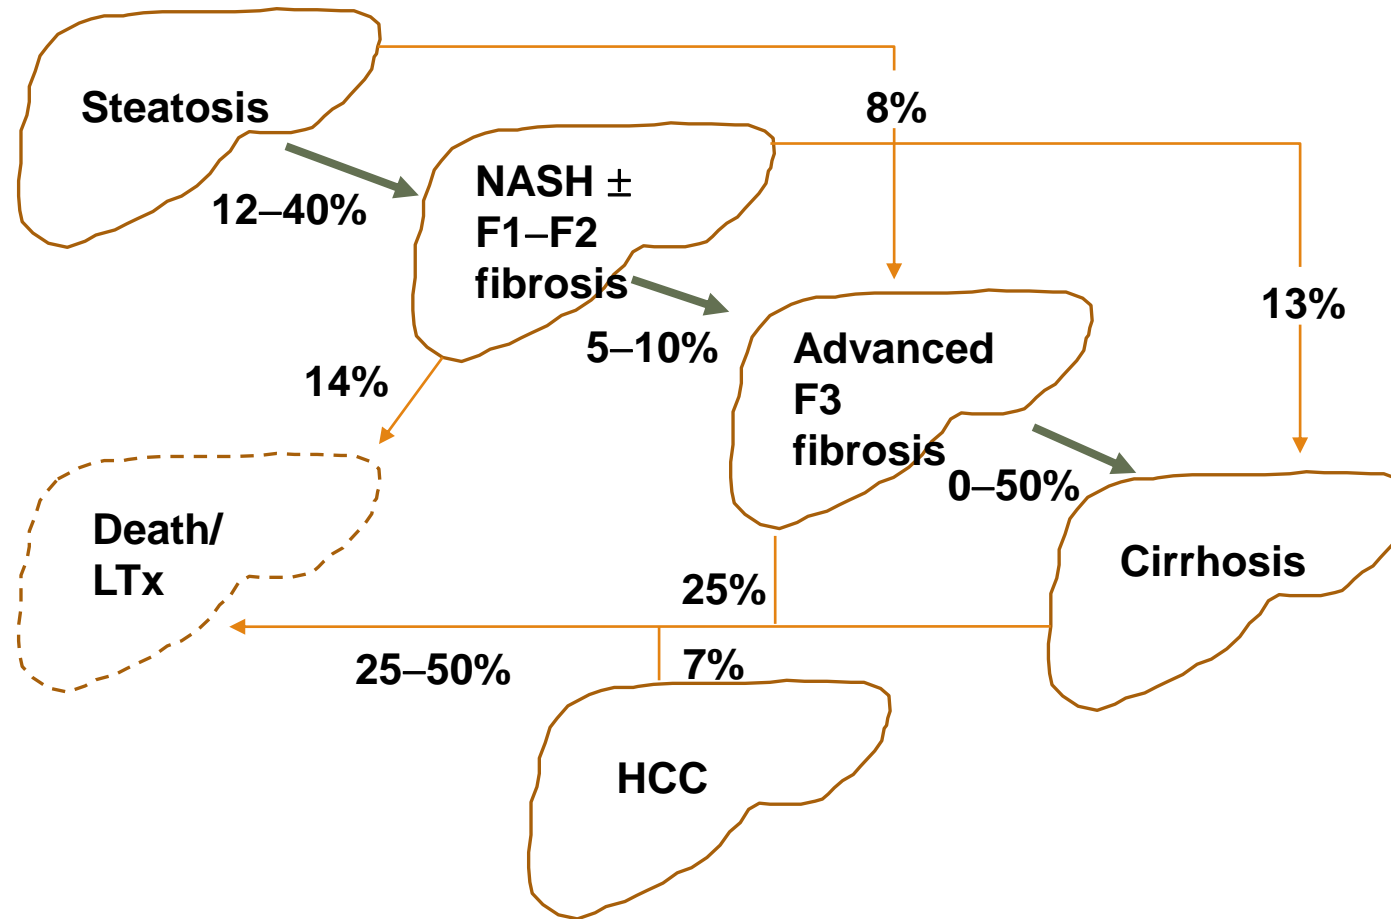 Steatosis
8%
12–40%
NASH ±
F1–F2
fibrosis
13%
5–10%
Advanced
F3
fibrosis
14%
0–50%
Death/
LTx
Cirrhosis
25%
25–50%
7%
HCC